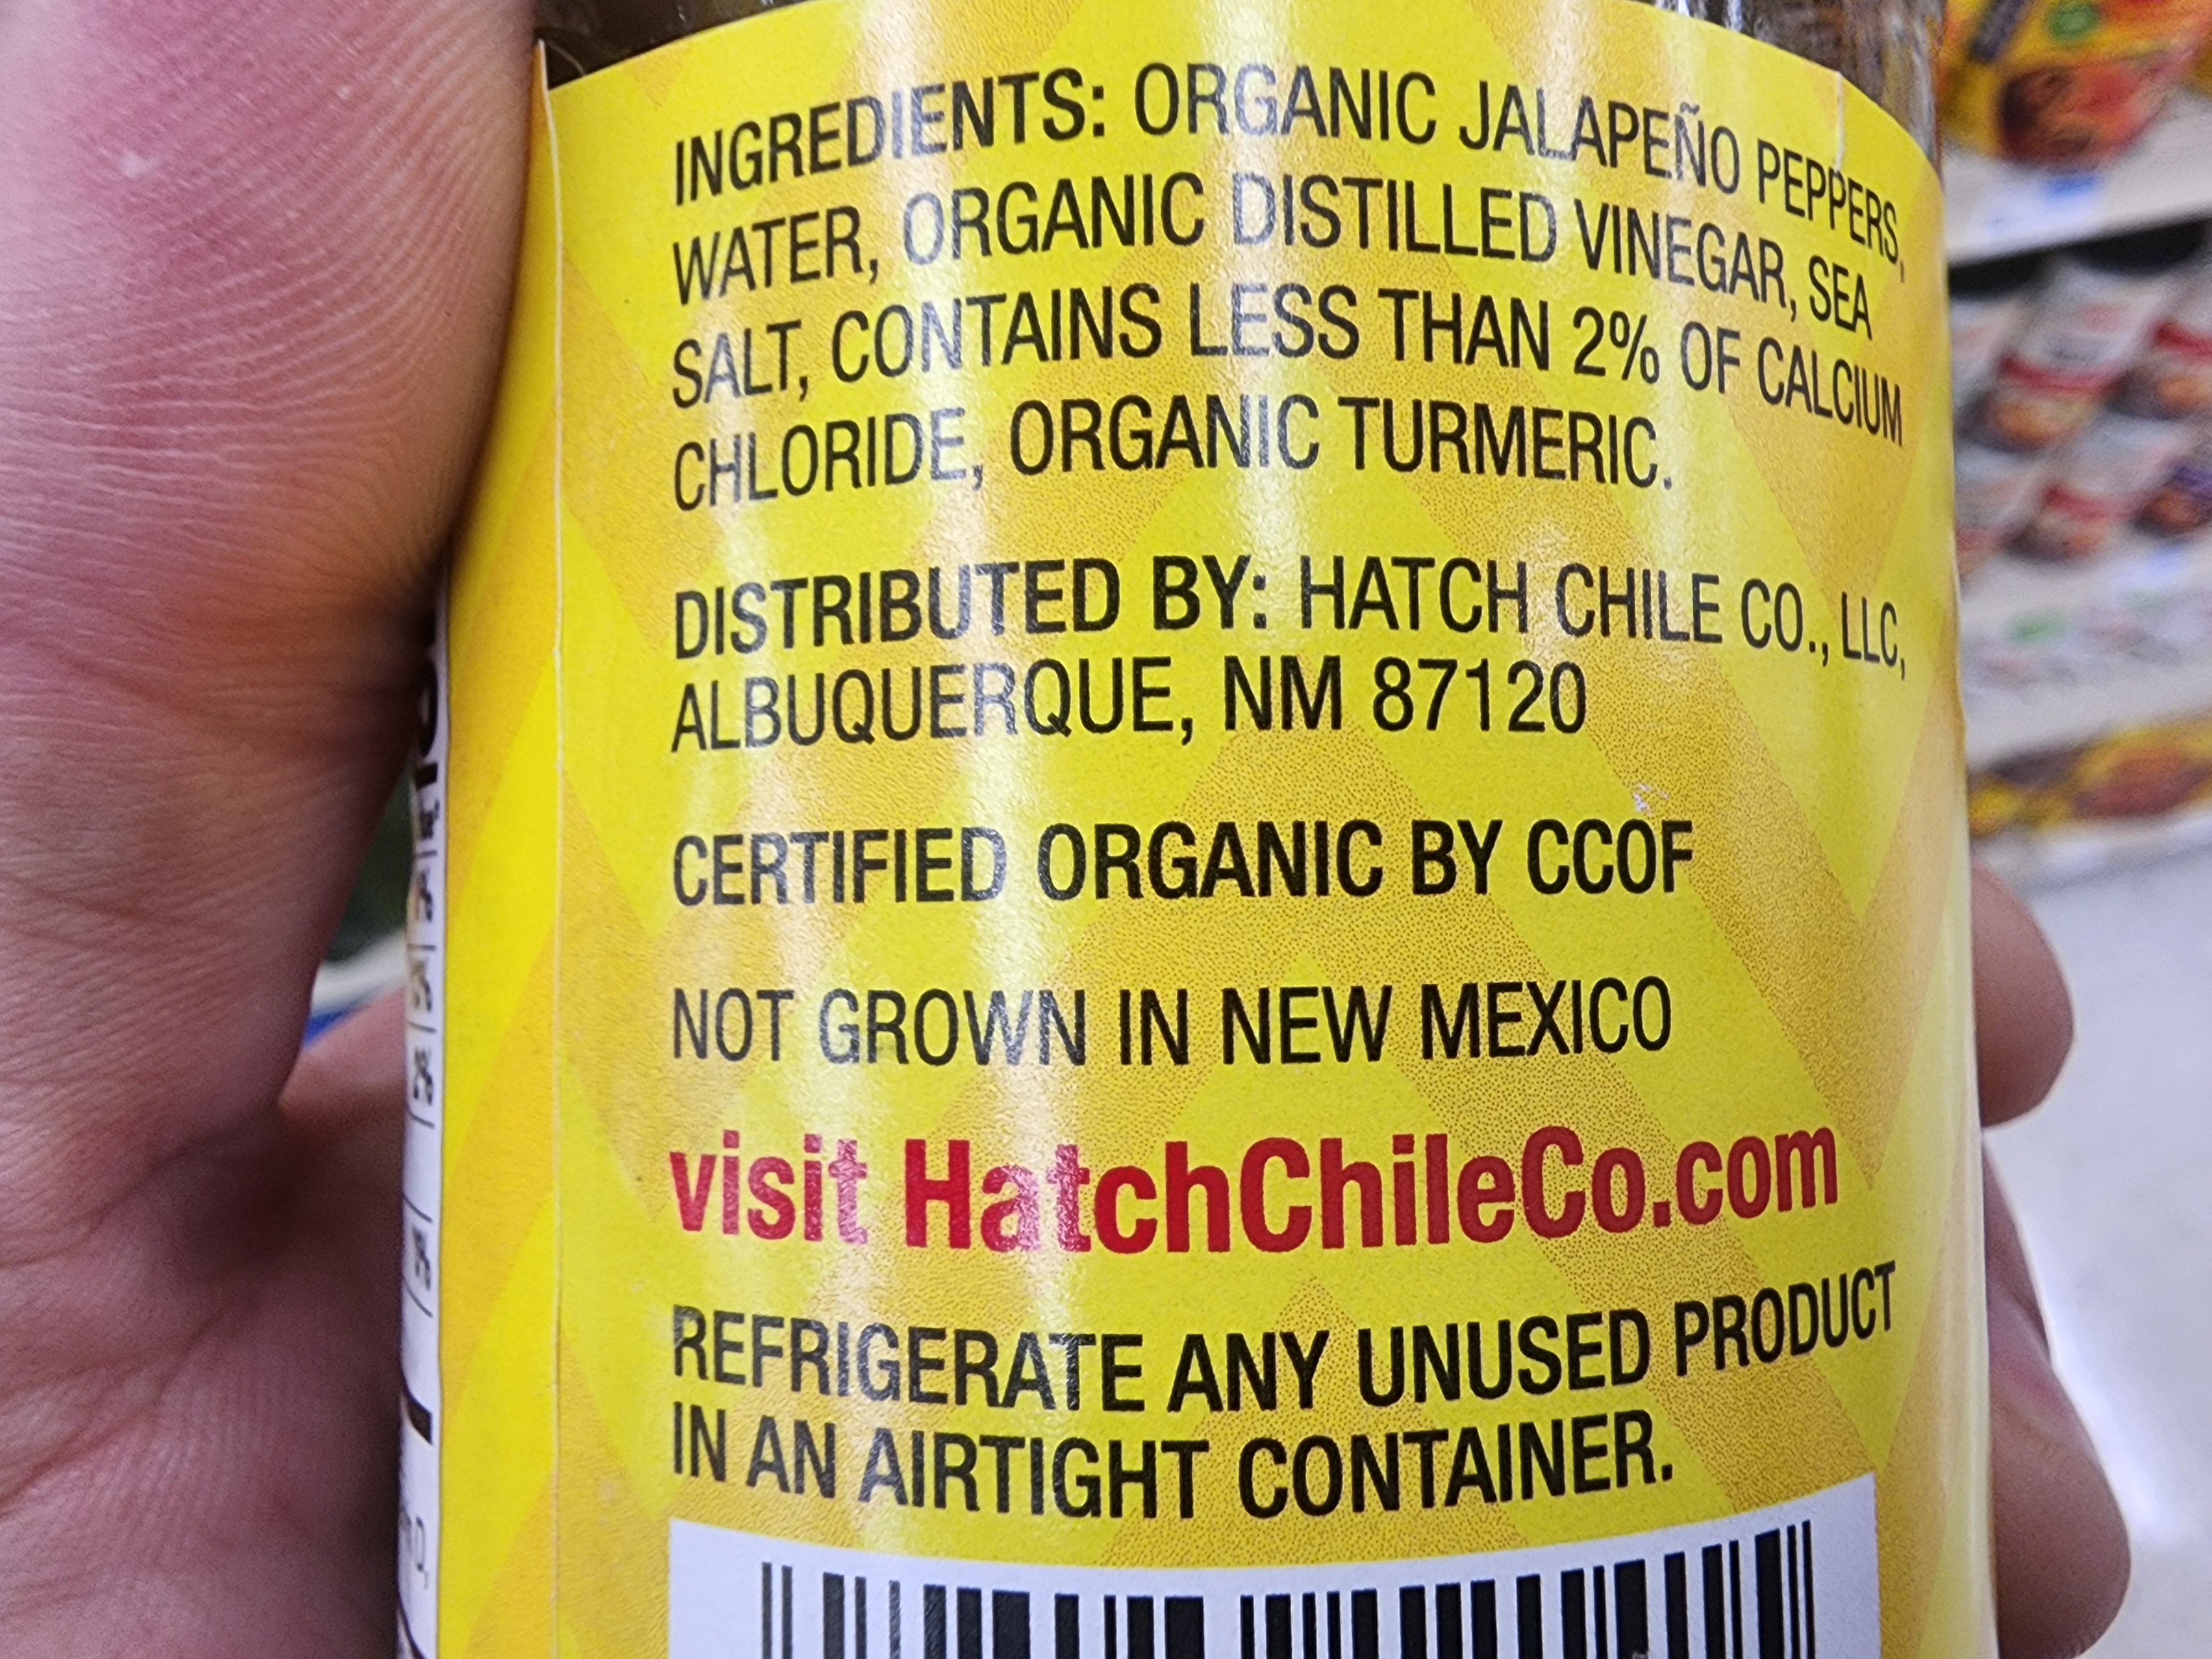 INGREDIENTS: ORGANIC JALAPEÑO PEPPERS,
WATER, ORGANIC DISTILLED VINEGAR, SEA
SALT, CONTAINS LESS THAN 2% OF CALCIUM
CHLORIDE, ORGANIC TURMERIC.
DISTRIBUTED BY: HATCH CHILE CO., LLC,
ALBUQUERQUE, NM 87120
CERTIFIED ORGANIC BY CCOF
NOT GROWN IN NEW MEXICO
visit HatchChileCo.com
REFRIGERATE ANY UNUSED PRODUCT
IN AN AIRTIGHT CONTAINER.